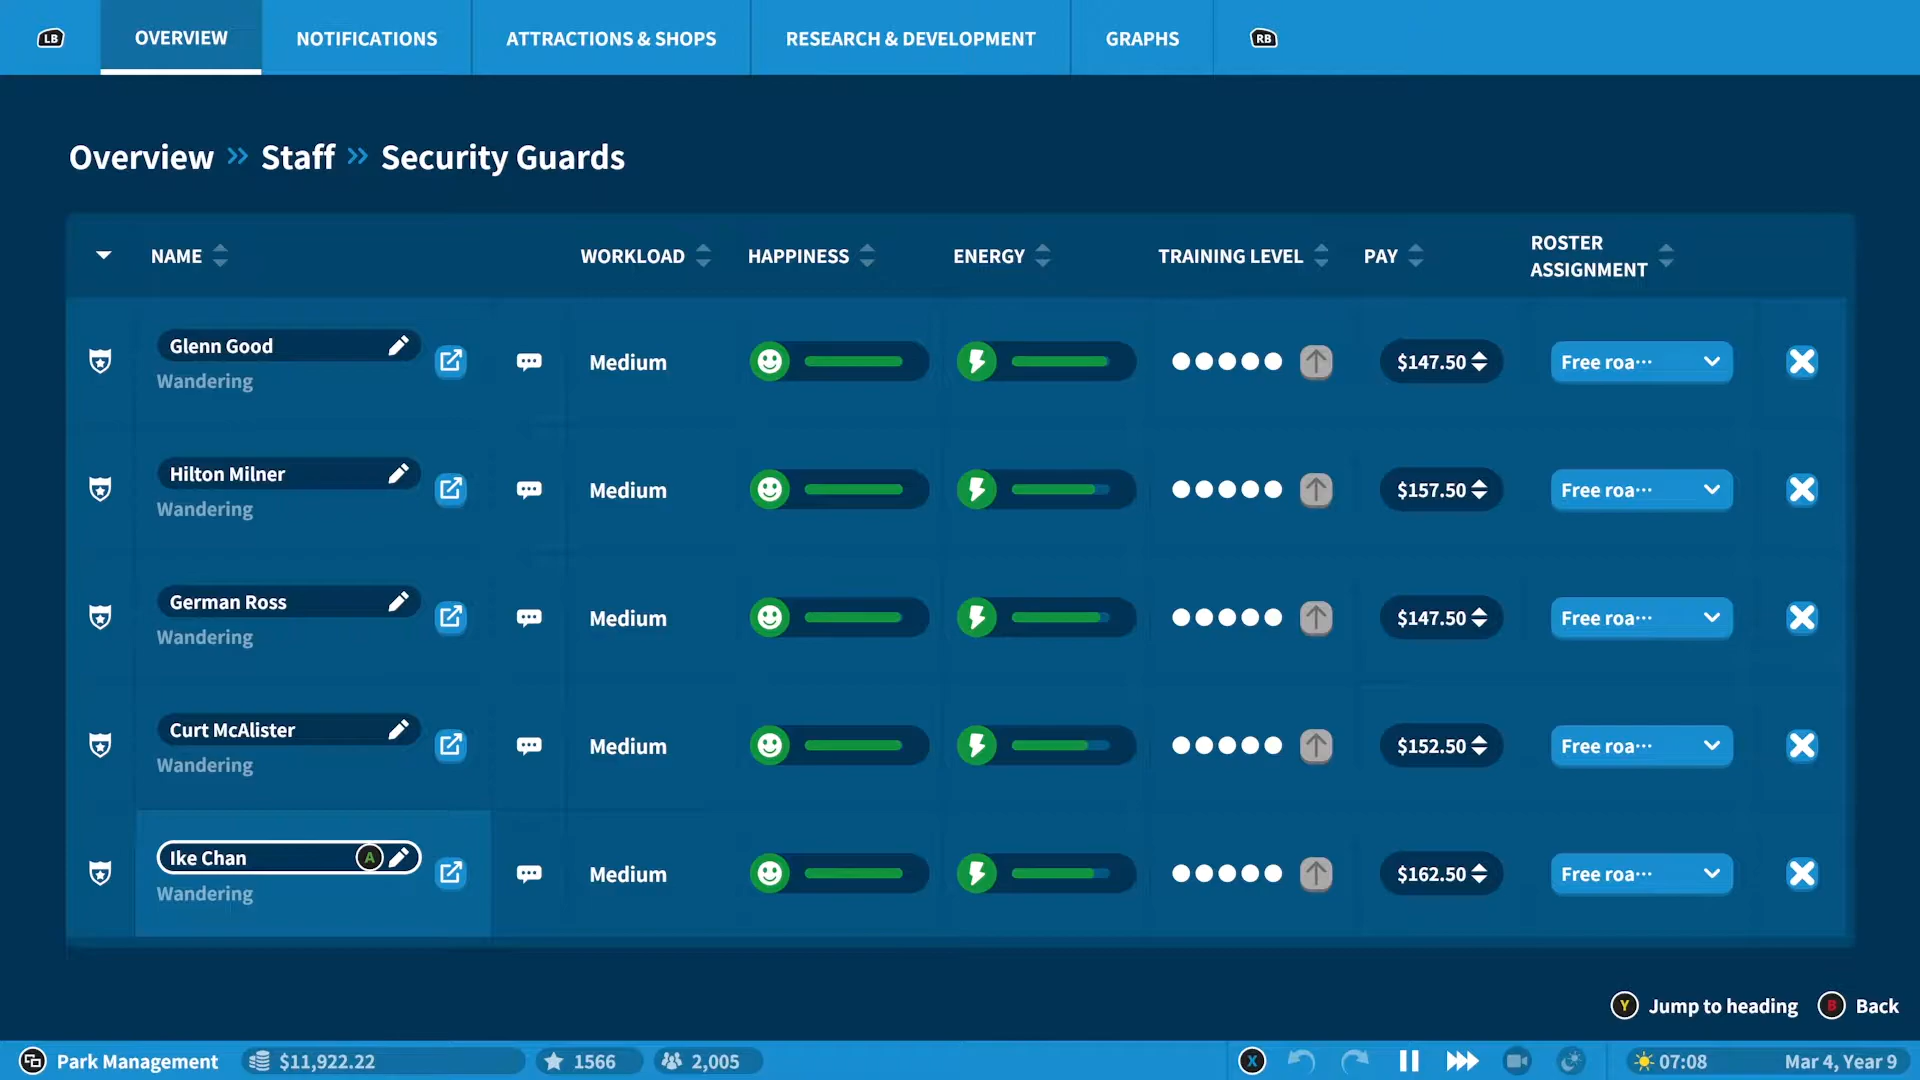 LB OVERVIEW NOTIFICATIONS ATTRACTIONS & SHOPS RESEARCH & DEVELOPMENT GRAPHS RB
Overview » Staff » Security Guards
NAME WORKLOAD HAPPINESS ENERGY TRAINING LEVEL PAY ROSTER
ASSIGNMENT
Glenn Good Medium $147.50 Free roa···
Wandering
Hilton Milner Medium $157.50 Free roa···
Wandering
German Ross Medium $147.50 Free roa···
Wandering
Curt McAlister Medium $152.50 Free roa···
Wandering
Ike Chan A Medium $162.50 Free roa···
Wandering
Y Jump to heading B Back
Park Management $11,922.22 1566 2,005 X 07:08 Mar 4, Year 9